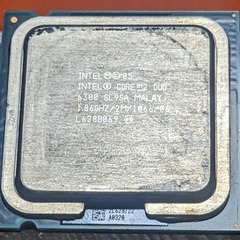 INTEL Ⓜ©'05
INTEL® CORE™2 DUO
6300 SL9SA MALAY
1.86GHZ/2M/1066/06
L628B069